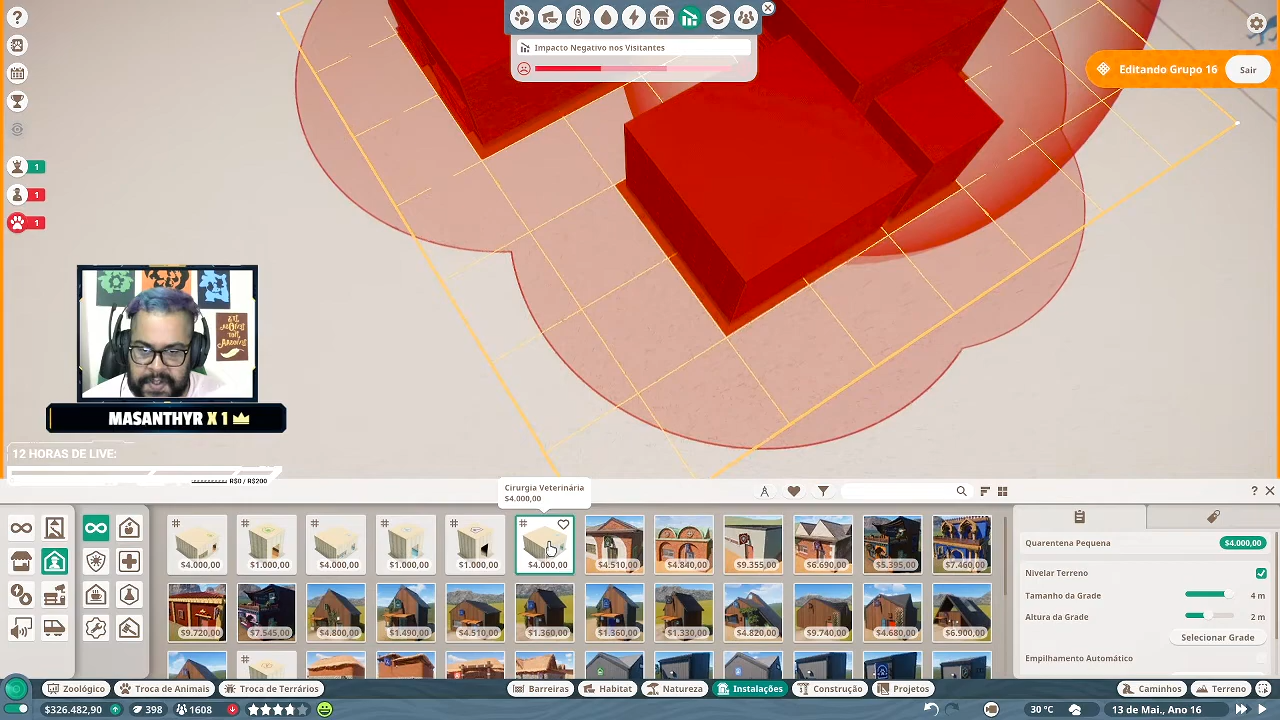 Impacto Negativo nos Visitantes
Editando Grupo 16
Sair
1
1
1
MASANTHYR X 1
12 HORAS DE LIVE:
R$0 / R$200
Cirurgia Veterinária
$4.000,00
$4.000,00
$1.000,00
$4.000,00
$1.000,00
$1.000,00
$4.000,00
$4.510,00
$4.840,00
$9.355,00
$6.690,00
$5.395,00
$7.460,00
$9.720,00
$7.545,00
$4.800,00
$1.490,00
$4.510,00
$1.360,00
$1.360,00
$1.330,00
$4.820,00
$9.740,00
$4.680,00
$6.900,00
Quarentena Pequena
$4.000,00
Nivelar Terreno
Tamanho da Grade
4 m
Altura da Grade
2 m
Selecionar Grade
Empilhamento Automático
Zoológico
Troca de Animais
Troca de Terrários
Barreiras
Habitat
Natureza
Instalações
Construção
Projetos
Caminhos
Terreno
$326.482,90
398
1608
30 °C
13 de Mai., Ano 16